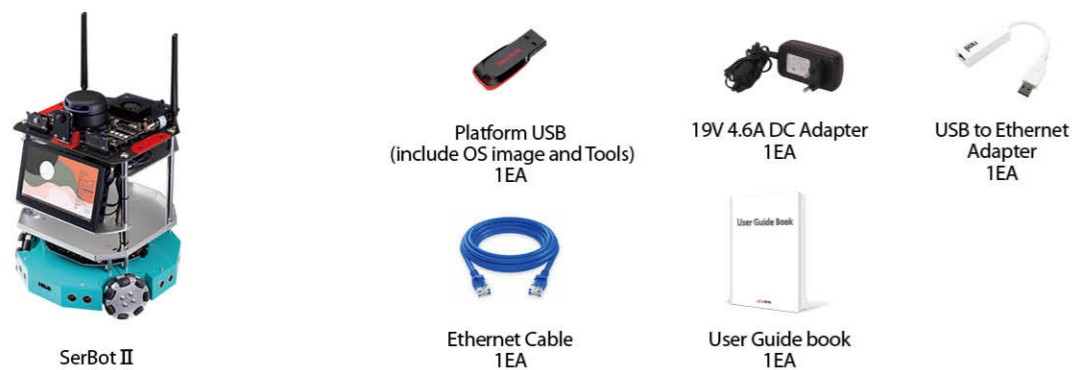 SerBot Ⅱ
Platform USB
(include OS image and Tools)
1EA
19V 4.6A DC Adapter
1EA
USB to Ethernet
Adapter
1EA
Ethernet Cable
1EA
User Guide Book
User Guide book
1EA